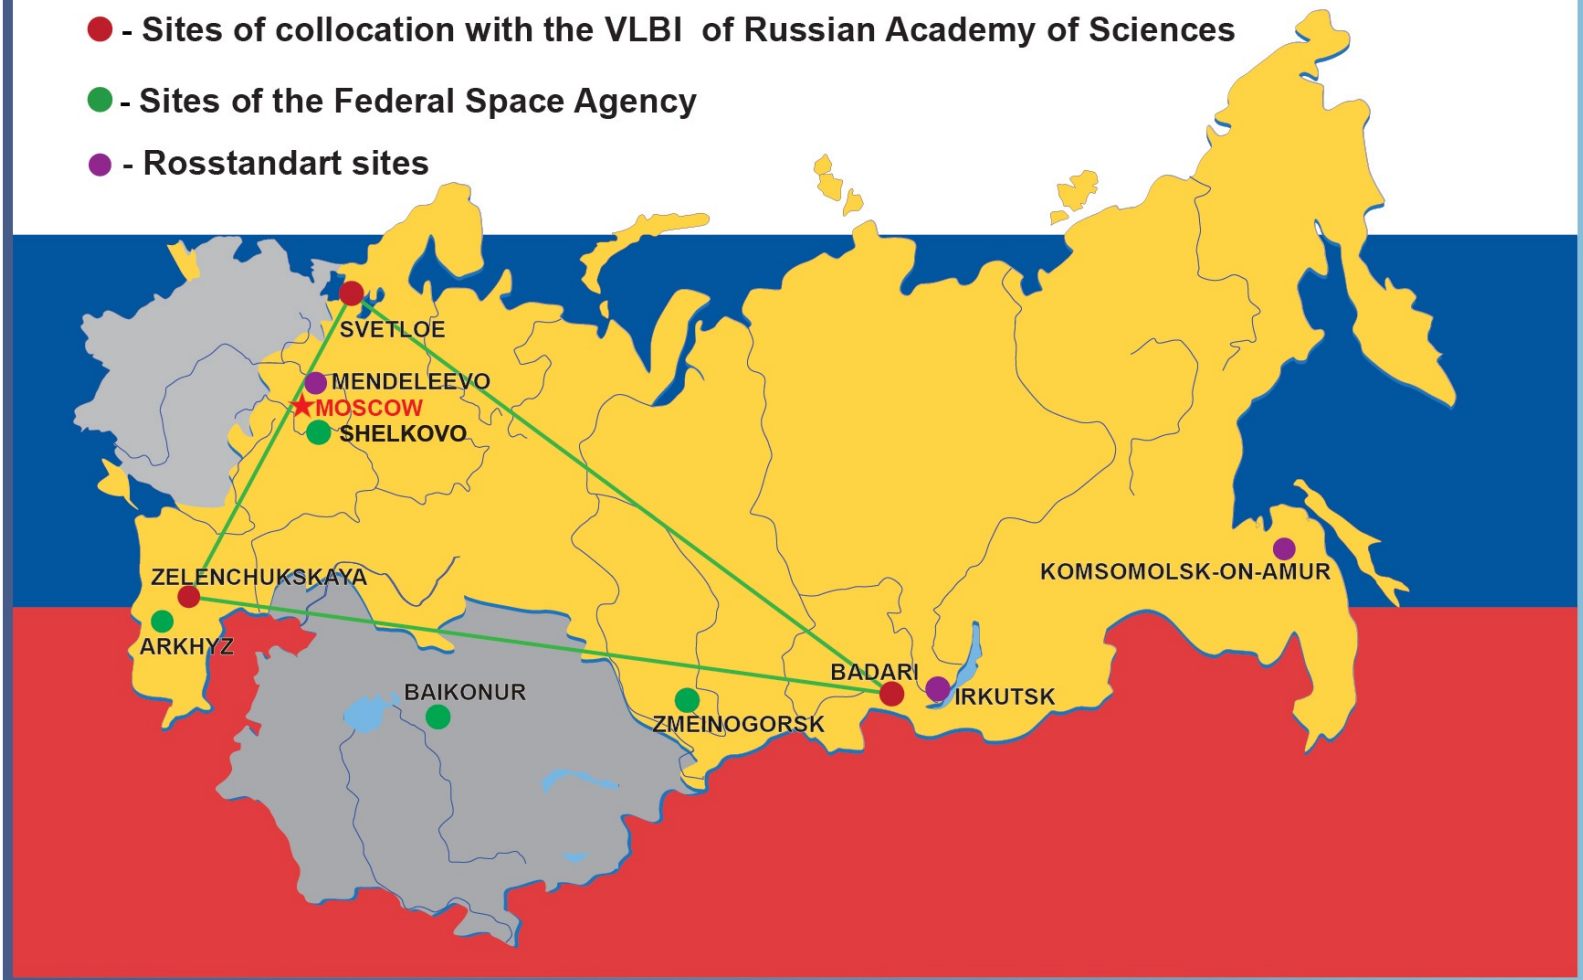 - Sites of collocation with the VLBI of Russian Academy of Sciences
- Sites of the Federal Space Agency
- Rosstandart sites
SVETLOE
MENDELEEVO
MOSCOW
SHELKOVO
ZELENCHUKSKAYA
KOMSOMOLSK-ON-AMUR
ARKHYZ
BADARI
BAIKONUR
IRKUTSK
ZMEINOGORSK